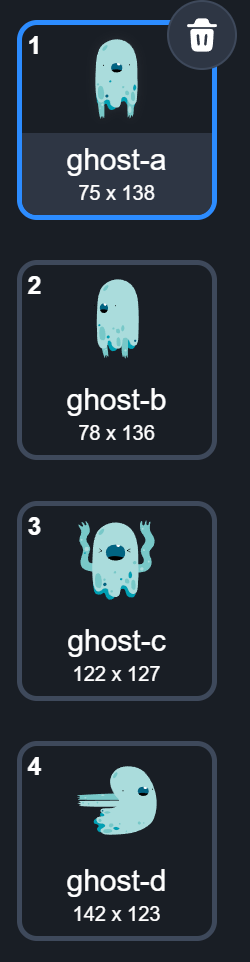 1
ghost-a
75 x 138
2
ghost-b
78 x 136
3
ghost-c
122 x 127
4
ghost-d
142 x 123